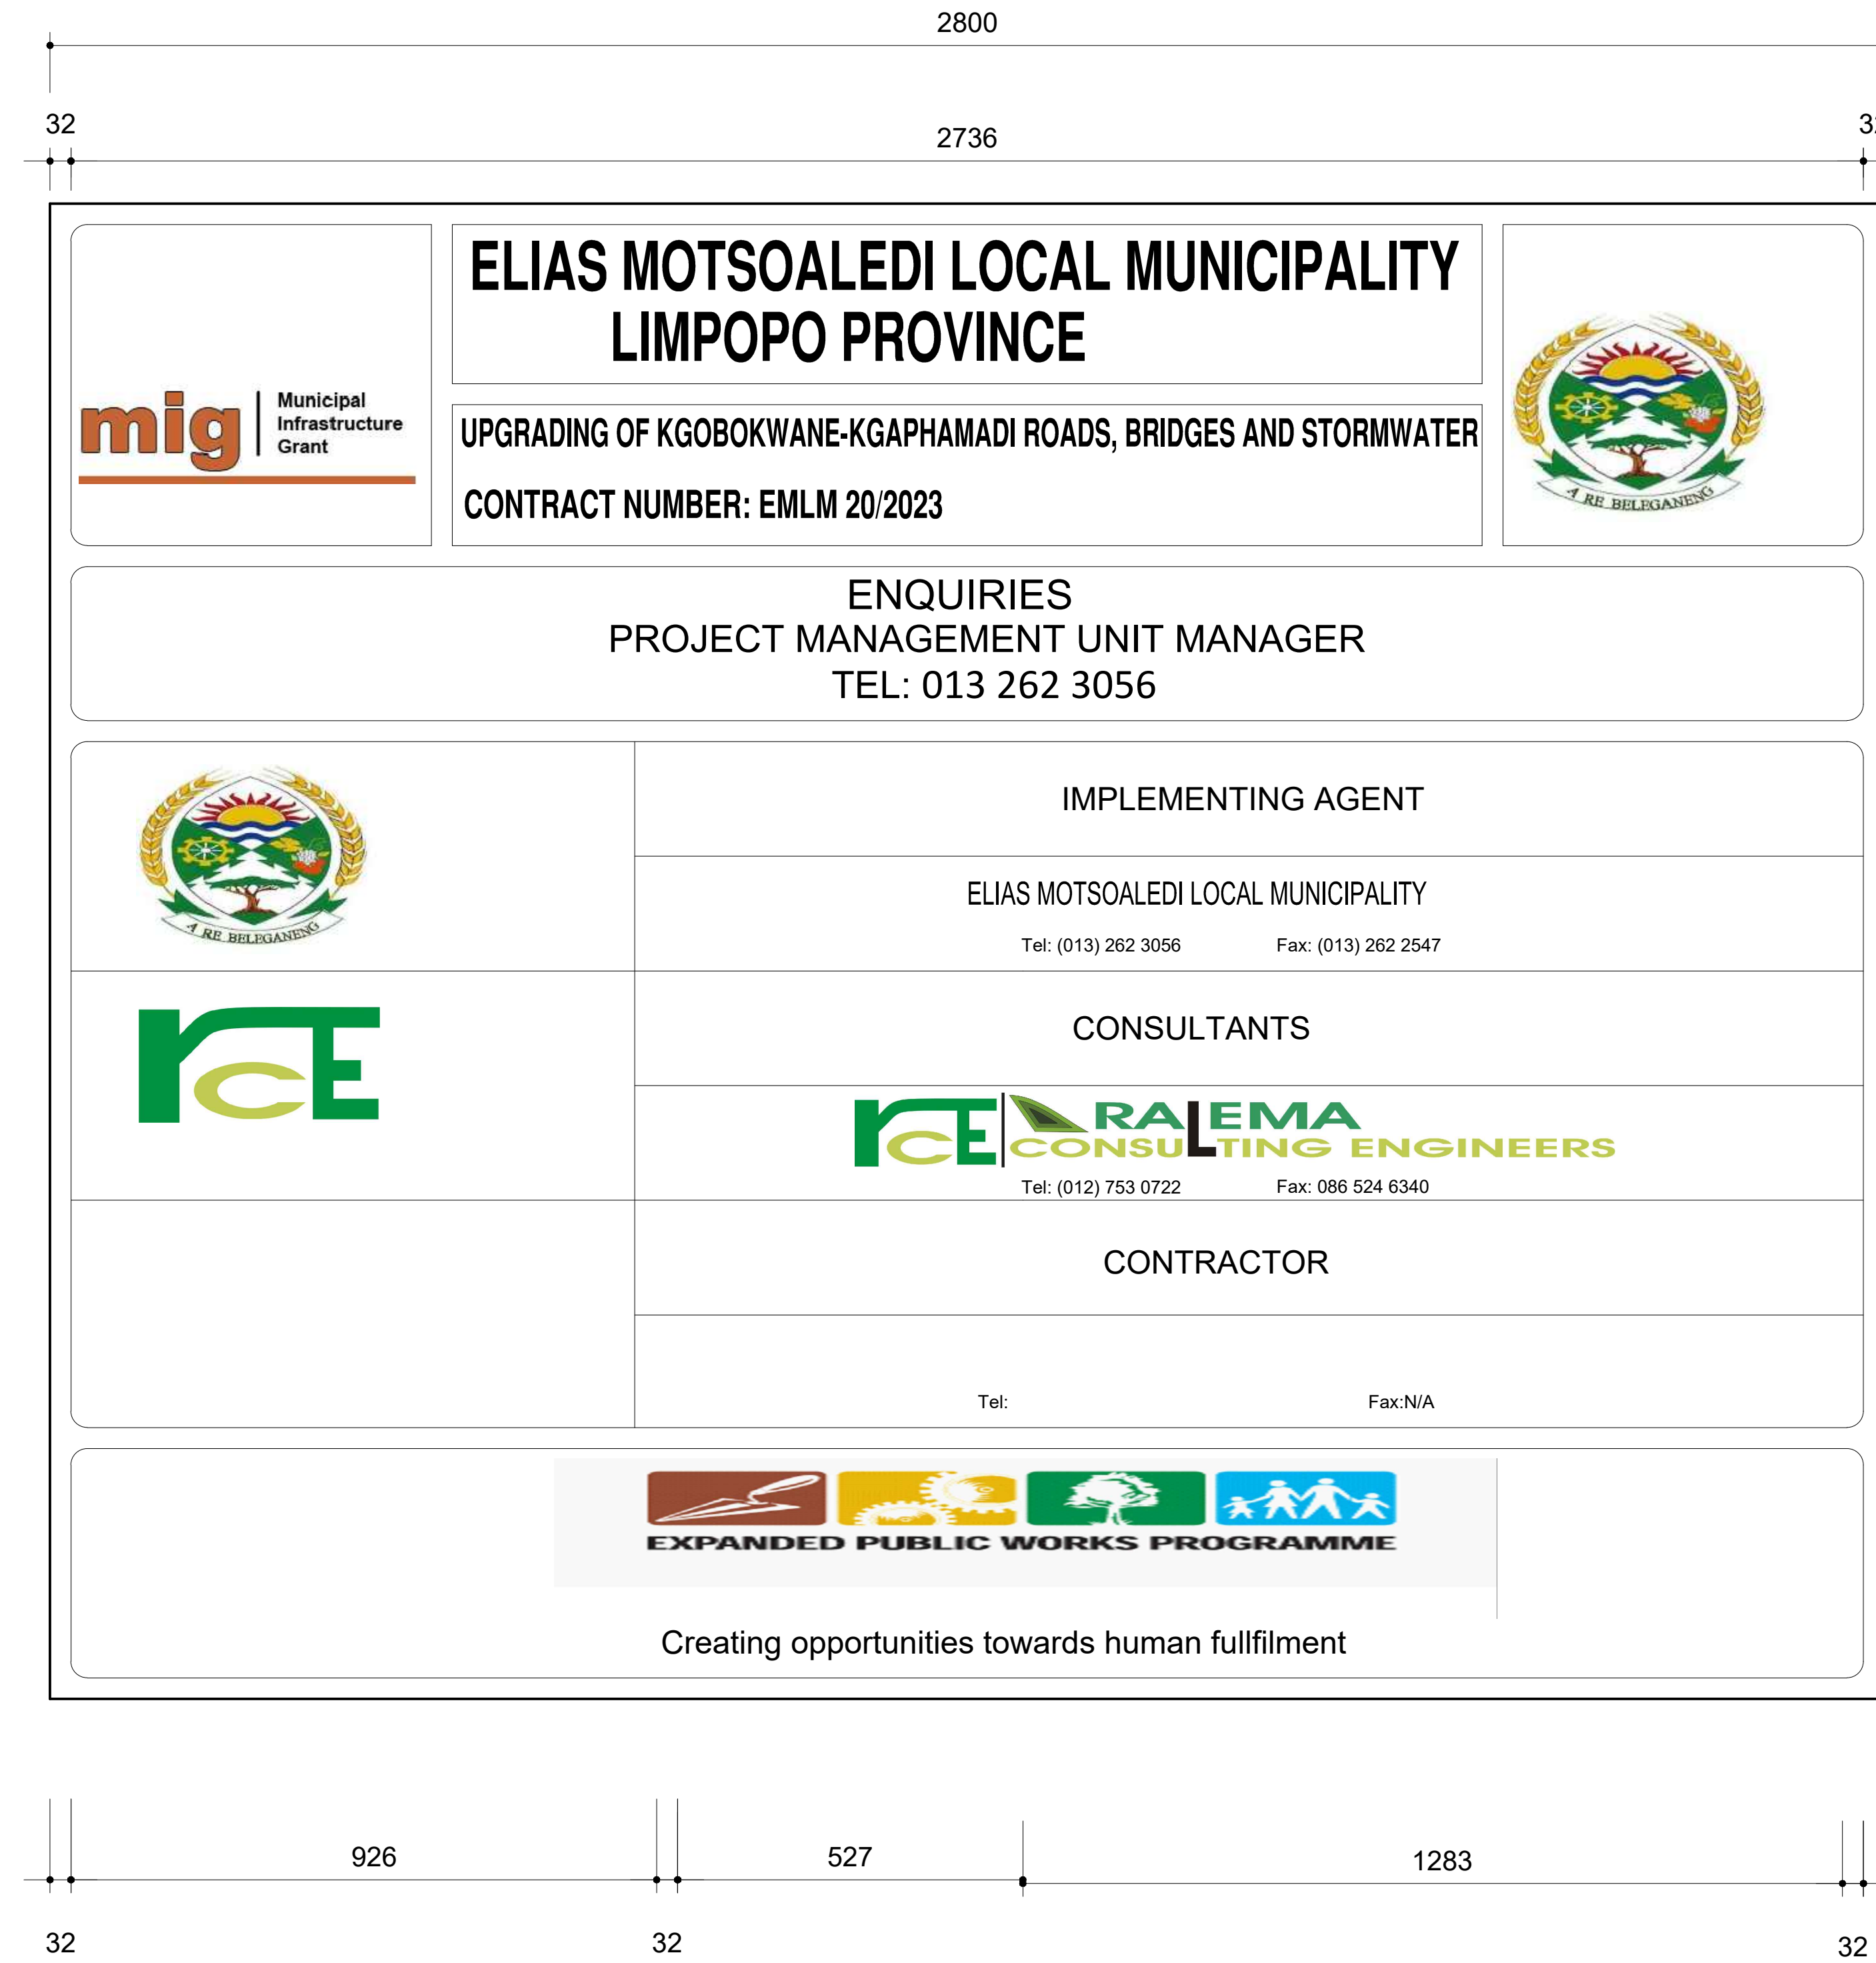 2800
32
2736
ELIAS MOTSOALEDI LOCAL MUNICIPALITY
LIMPOPO PROVINCE
mig
Municipal
Infrastructure
Grant
UPGRADING OF KGOBOKWANE-KGAPHAMADI ROADS, BRIDGES AND STORMWATER
CONTRACT NUMBER: EMLM 20/2023
A RE BELEGANENG
ENQUIRIES
PROJECT MANAGEMENT UNIT MANAGER
TEL: 013 262 3056
A RE BELEGANENG
IMPLEMENTING AGENT
ELIAS MOTSOALEDI LOCAL MUNICIPALITY
Tel: (013) 262 3056 Fax: (013) 262 2547
rcE
CONSULTANTS
rcE RALEMA
CONSULTING ENGINEERS
Tel: (012) 753 0722 Fax: 086 524 6340
CONTRACTOR
Tel: Fax:N/A
EXPANDED PUBLIC WORKS PROGRAMME
Creating opportunities towards human fullfilment
926 527 1283
32 32 32